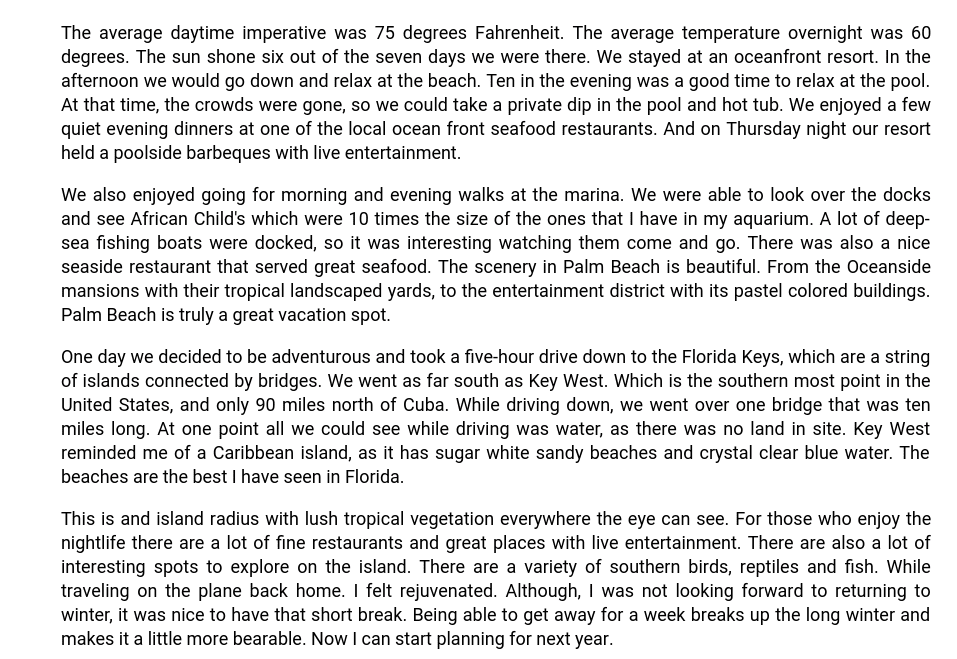 The average daytime imperative was 75 degrees Fahrenheit. The average temperature overnight was 60
degrees. The sun shone six out of the seven days we were there. We stayed at an oceanfront resort. In the
afternoon we would go down and relax at the beach. Ten in the evening was a good time to relax at the pool.
At that time, the crowds were gone, so we could take a private dip in the pool and hot tub. We enjoyed a few
quiet evening dinners at one of the local ocean front seafood restaurants. And on Thursday night our resort
held a poolside barbeques with live entertainment.
We also enjoyed going for morning and evening walks at the marina. We were able to look over the docks
and see African Child's which were 10 times the size of the ones that I have in my aquarium. A lot of deep-
sea fishing boats were docked, so it was interesting watching them come and go. There was also a nice
seaside restaurant that served great seafood. The scenery in Palm Beach is beautiful. From the Oceanside
mansions with their tropical landscaped yards, to the entertainment district with its pastel colored buildings.
Palm Beach is truly a great vacation spot.
One day we decided to be adventurous and took a five-hour drive down to the Florida Keys, which are a string
of islands connected by bridges. We went as far south as Key West. Which is the southern most point in the
United States, and only 90 miles north of Cuba. While driving down, we went over one bridge that was ten
miles long. At one point all we could see while driving was water, as there was no land in site. Key West
reminded me of a Caribbean island, as it has sugar white sandy beaches and crystal clear blue water. The
beaches are the best I have seen in Florida.
This is and island radius with lush tropical vegetation everywhere the eye can see. For those who enjoy the
nightlife there are a lot of fine restaurants and great places with live entertainment. There are also a lot of
interesting spots to explore on the island. There are a variety of southern birds, reptiles and fish. While
traveling on the plane back home. I felt rejuvenated. Although, I was not looking forward to returning to
winter, it was nice to have that short break. Being able to get away for a week breaks up the long winter and
makes it a little more bearable. Now I can start planning for next year.